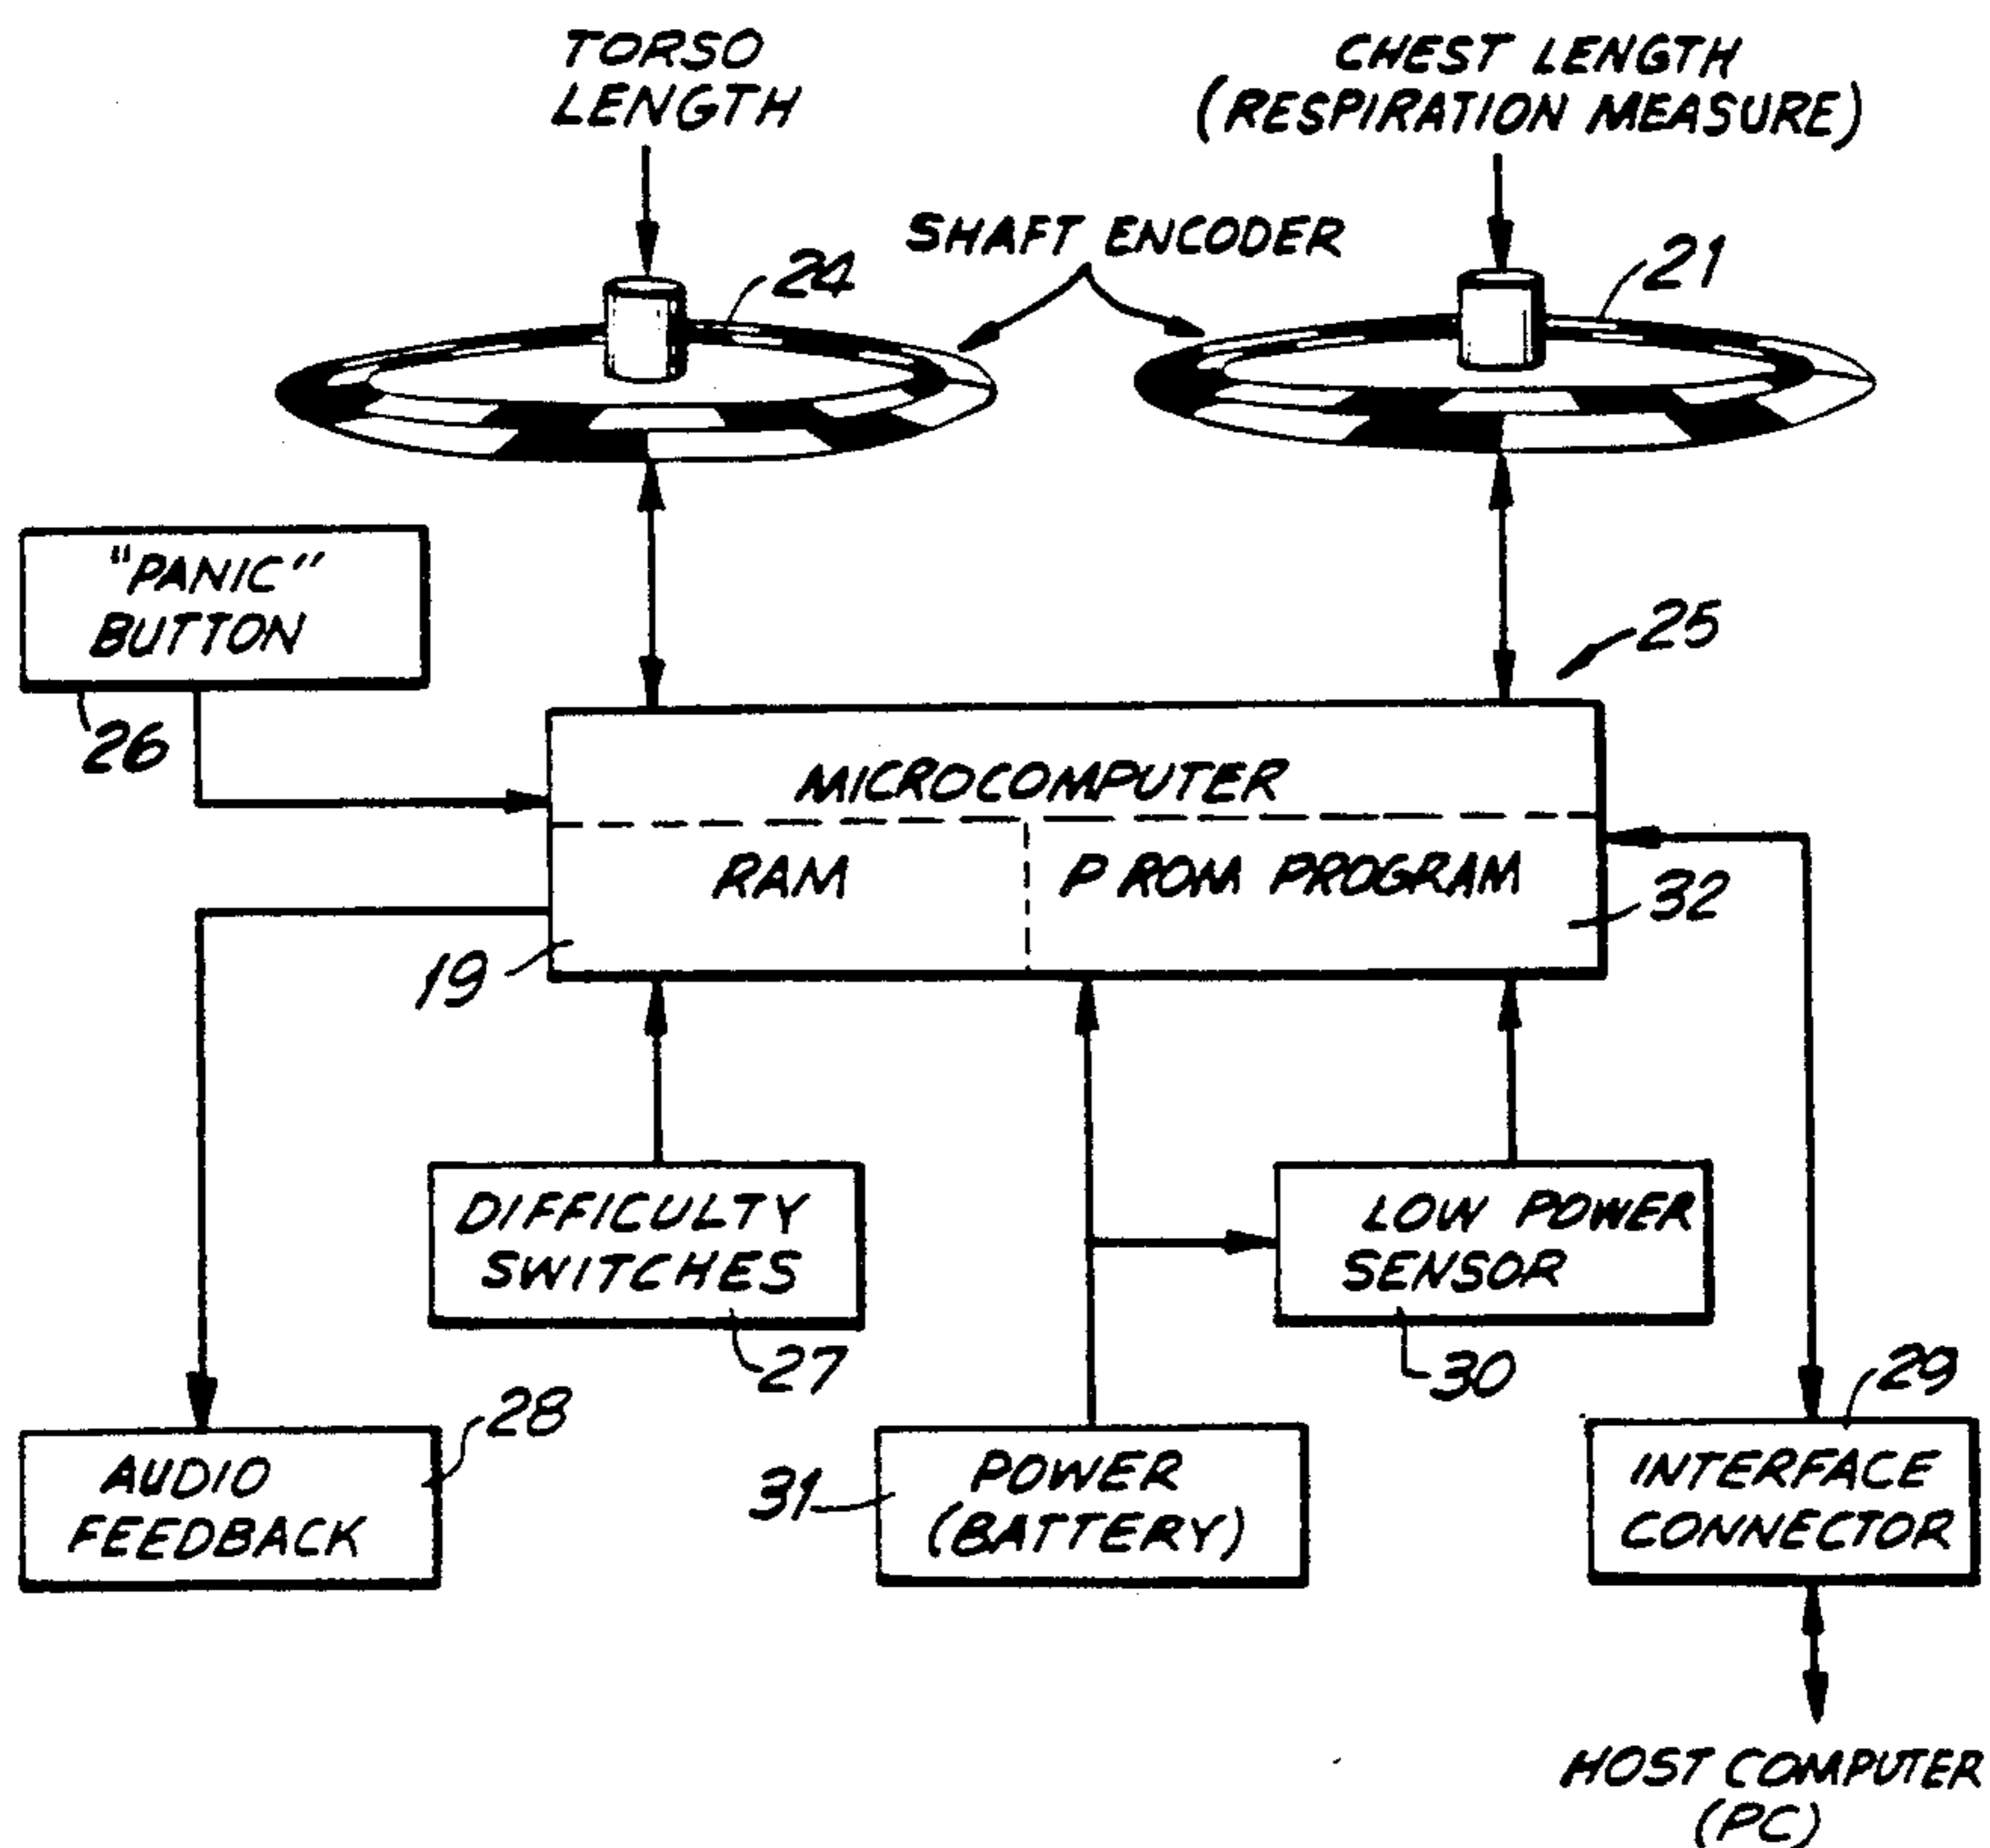 TORSO
LENGTH
CHEST LENGTH
(RESPIRATION MEASURE)
SHAFT ENCODER
24
21
"PANIC"
BUTTON
26
25
MICROCOMPUTER
RAM
P ROM PROGRAM
19
32
DIFFICULTY
SWITCHES
27
LOW POWER
SENSOR
30
AUDIO
FEEDBACK
28
POWER
(BATTERY)
31
INTERFACE
CONNECTOR
29
HOST COMPUTER
(PC)